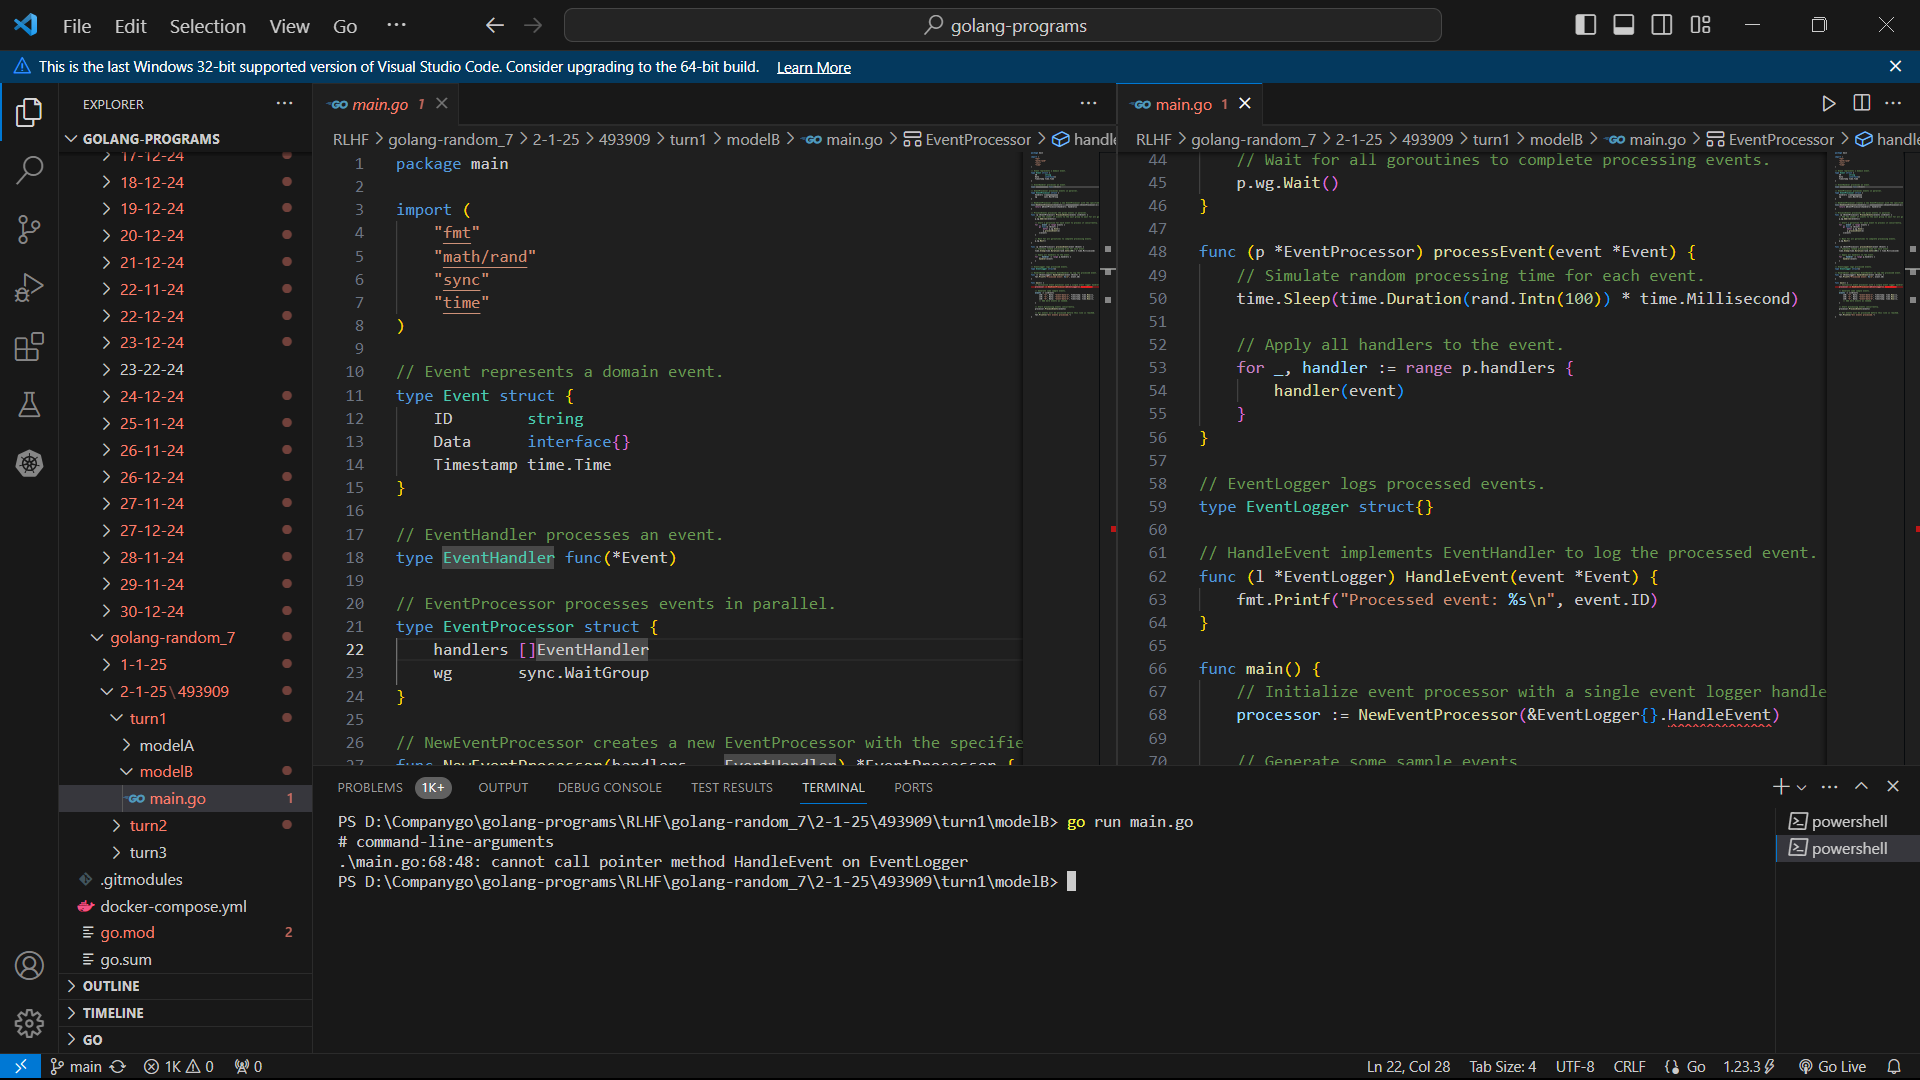 File Edit Selection View Go ···
golang-programs
This is the last Windows 32-bit supported version of Visual Studio Code. Consider upgrading to the 64-bit build. Learn More
EXPLORER
GOLANG-PROGRAMS
17-12-24
18-12-24
19-12-24
20-12-24
21-12-24
22-11-24
22-12-24
23-12-24
23-22-24
24-12-24
25-11-24
26-11-24
26-12-24
27-11-24
27-12-24
28-11-24
29-11-24
30-12-24
golang-random_7
1-1-25
2-1-25\493909
turn1
modelA
modelB
main.go 1
turn2
turn3
.gitmodules
docker-compose.yml
go.mod 2
go.sum
OUTLINE
TIMELINE
GO
main.go 1
RLHF > golang-random_7 > 2-1-25 > 493909 > turn1 > modelB > main.go > EventProcessor > handle
1 package main
2
3 import (
4 "fmt"
5 "math/rand"
6 "sync"
7 "time"
8 )
9
10 // Event represents a domain event.
11 type Event struct {
12 ID string
13 Data interface{}
14 Timestamp time.Time
15 }
16
17 // EventHandler processes an event.
18 type EventHandler func(*Event)
19
20 // EventProcessor processes events in parallel.
21 type EventProcessor struct {
22 handlers []EventHandler
23 wg sync.WaitGroup
24 }
25
26 // NewEventProcessor creates a new EventProcessor with the specifie
27 func NewEventProcessor(handlers ...EventHandler) *EventProcessor {
main.go 1
RLHF > golang-random_7 > 2-1-25 > 493909 > turn1 > modelB > main.go > EventProcessor > handle
44 // Wait for all goroutines to complete processing events.
45 p.wg.Wait()
46 }
47
48 func (p *EventProcessor) processEvent(event *Event) {
49 // Simulate random processing time for each event.
50 time.Sleep(time.Duration(rand.Intn(100)) * time.Millisecond)
51
52 // Apply all handlers to the event.
53 for _, handler := range p.handlers {
54 handler(event)
55 }
56 }
57
58 // EventLogger logs processed events.
59 type EventLogger struct{}
60
61 // HandleEvent implements EventHandler to log the processed event.
62 func (l *EventLogger) HandleEvent(event *Event) {
63 fmt.Printf("Processed event: %s\n", event.ID)
64 }
65
66 func main() {
67 // Initialize event processor with a single event logger handle
68 processor := NewEventProcessor(&EventLogger{}.HandleEvent)
69
70 // Generate some sample events
PROBLEMS 1K+ OUTPUT DEBUG CONSOLE TEST RESULTS TERMINAL PORTS
PS D:\Companygo\golang-programs\RLHF\golang-random_7\2-1-25\493909\turn1\modelB> go run main.go
# command-line-arguments
.\main.go:68:48: cannot call pointer method HandleEvent on EventLogger
PS D:\Companygo\golang-programs\RLHF\golang-random_7\2-1-25\493909\turn1\modelB>
powershell
powershell
main 1K 0 0 Ln 22, Col 28 Tab Size: 4 UTF-8 CRLF Go 1.23.3 Go Live